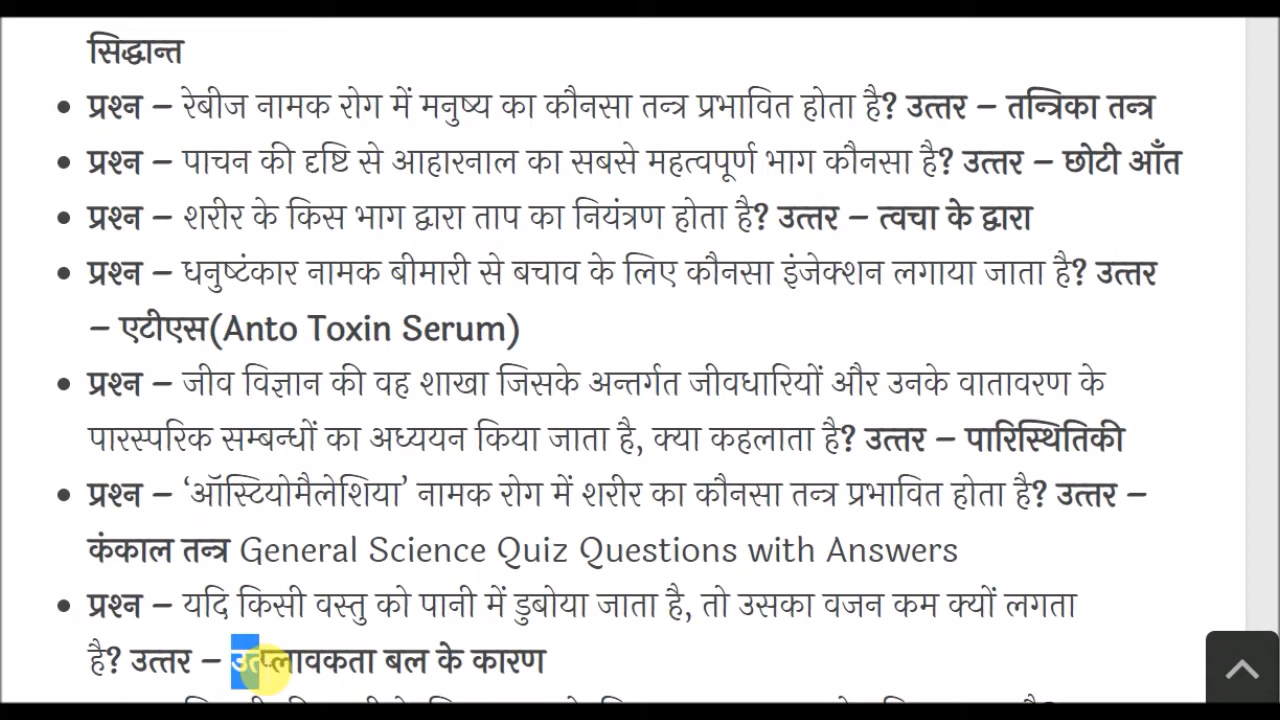 सिद्धान्त
• प्रश्न – रेबीज नामक रोग में मनुष्य का कौनसा तन्त्र प्रभावित होता है? उत्तर – तन्त्रिका तन्त्र
• प्रश्न – पाचन की दृष्टि से आहारनाल का सबसे महत्वपूर्ण भाग कौनसा है? उत्तर – छोटी आँत
• प्रश्न – शरीर के किस भाग द्वारा ताप का नियंत्रण होता है? उत्तर – त्वचा के द्वारा
• प्रश्न – धनुष्टंकार नामक बीमारी से बचाव के लिए कौनसा इंजेक्शन लगाया जाता है? उत्तर
– एटीएस(Anto Toxin Serum)
• प्रश्न – जीव विज्ञान की वह शाखा जिसके अन्तर्गत जीवधारियों और उनके वातावरण के
पारस्परिक सम्बन्धों का अध्ययन किया जाता है, क्या कहलाता है? उत्तर – पारिस्थितिकी
• प्रश्न – ‘ऑस्टियोमैलेशिया’ नामक रोग में शरीर का कौनसा तन्त्र प्रभावित होता है? उत्तर –
कंकाल तन्त्र General Science Quiz Questions with Answers
• प्रश्न – यदि किसी वस्तु को पानी में डुबोया जाता है, तो उसका वजन कम क्यों लगता
है? उत्तर – उत्प्लावकता बल के कारण